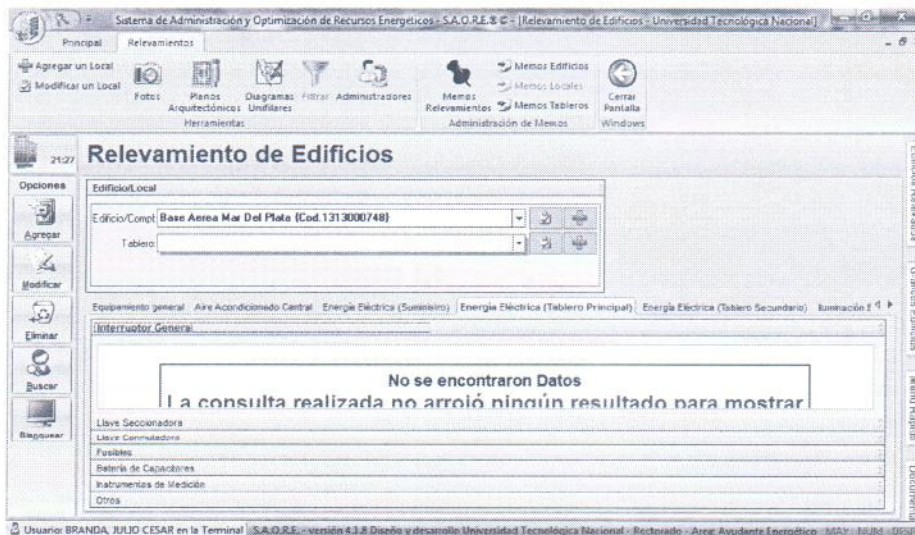 Sistema de Administración y Optimización de Recursos Energéticos - S.A.O.R.E.® © - [Relevamiento de Edificios - Universidad Tecnológica Nacional]
Principal Relevamientos
Agregar un Local
Modificar un Local
Fotos
Planos Arquitectónicos
Diagramas Unifilares
Filtrar
Administradores
Herramientas
Memos Relevamientos
Memos Edificios
Memos Locales
Memos Tableros
Administración de Memos
Cerrar Pantalla
Windows
21:27
Relevamiento de Edificios
Opciones
Agregar
Modificar
Eliminar
Buscar
Blanquear
Edificio/Local
Edificio/Compl: Base Aerea Mar Del Plata {Cod.1313000748}
Tablero:
Equipamiento general Aire Acondicionado Central Energía Eléctrica (Suministro) Energía Eléctrica (Tablero Principal) Energía Eléctrica (Tablero Secundario) Iluminación E
Interruptor General
No se encontraron Datos
La consulta realizada no arrojó ningún resultado para mostrar
Llave Seccionadora
Llave Conmutadora
Fusibles
Batería de Capacitores
Instrumentos de Medición
Otros
Usuario: BRANDA, JULIO CESAR en la Terminal S.A.O.R.E. - versión 4.1.8 Diseño y desarrollo Universidad Tecnológica Nacional - Rectorado - Area: Ayudante Energético MAY NUM